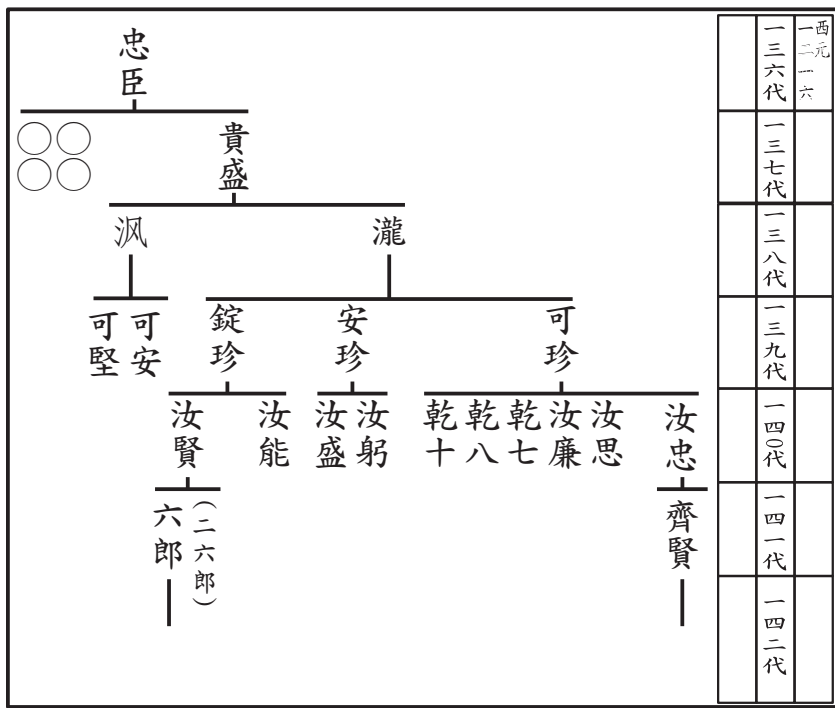 西元
一二一六
一三六代
一三七代
一三八代
一三九代
一四〇代
一四一代
一四二代
忠臣
貴盛
瀧
沨
可珍
安珍
錠珍
可安
可堅
汝忠
汝思
汝廉
乾七
乾八
乾十
汝躬
汝盛
汝能
汝賢
齊賢
(二六郎)
六郎